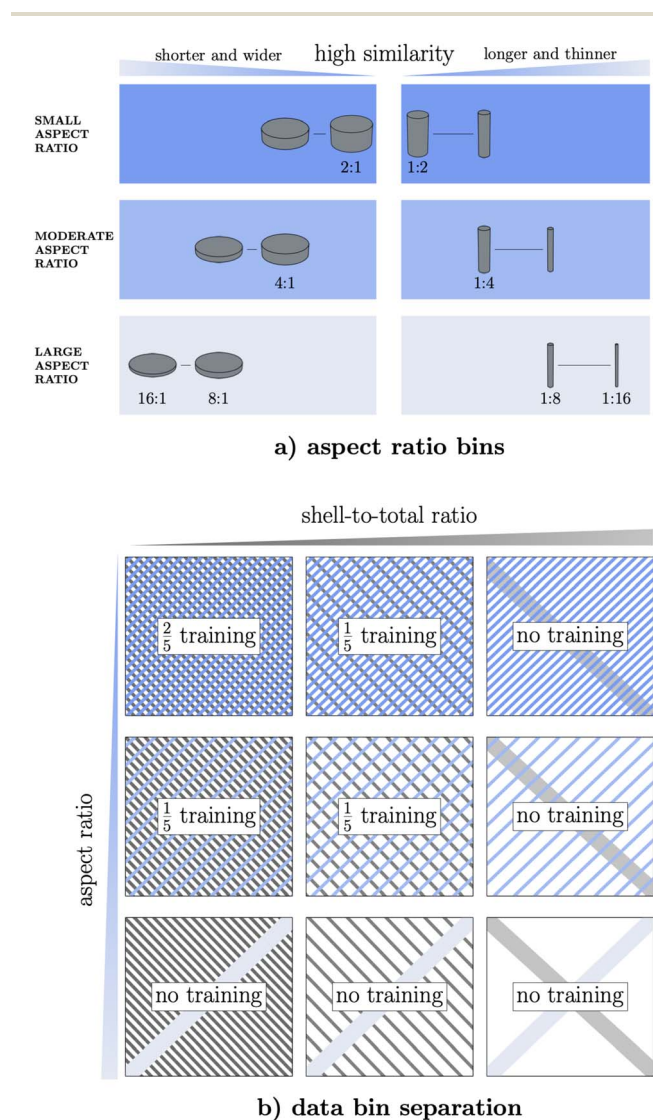 shorter and wider high similarity longer and thinner
SMALL
ASPECT
RATIO
2:1 1:2
MODERATE
ASPECT
RATIO
4:1 1:4
LARGE
ASPECT
RATIO
16:1 8:1 1:8 1:16
a) aspect ratio bins
shell-to-total ratio
aspect ratio
2/5 training 1/5 training no training
1/5 training 1/5 training no training
no training no training no training
b) data bin separation